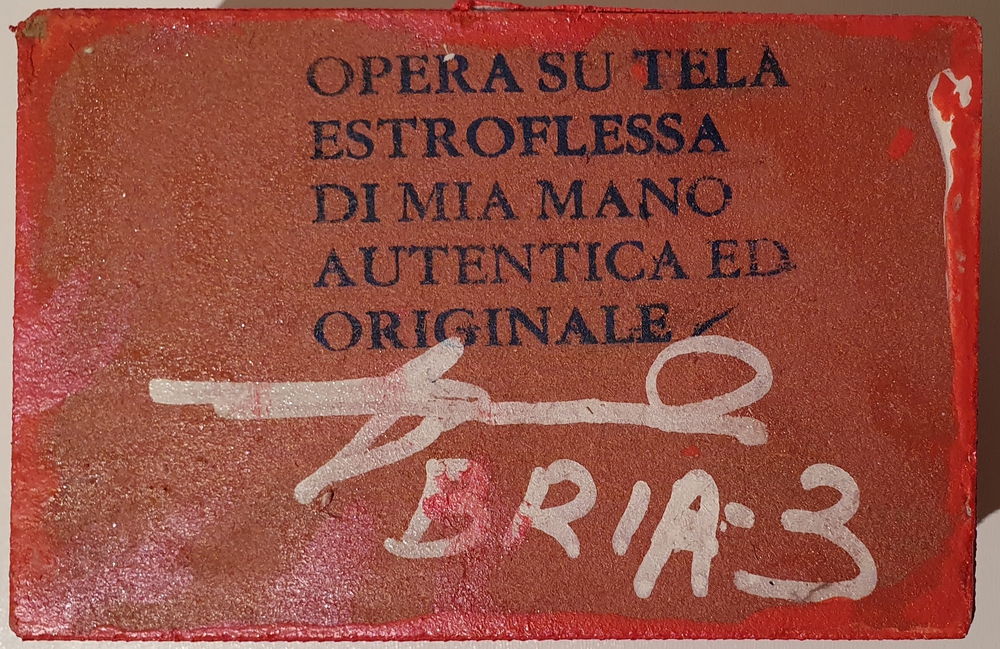 OPERA SU TELA
ESTROFLESSA
DI MIA MANO
AUTENTICA ED
ORIGINALE
BRIA-3